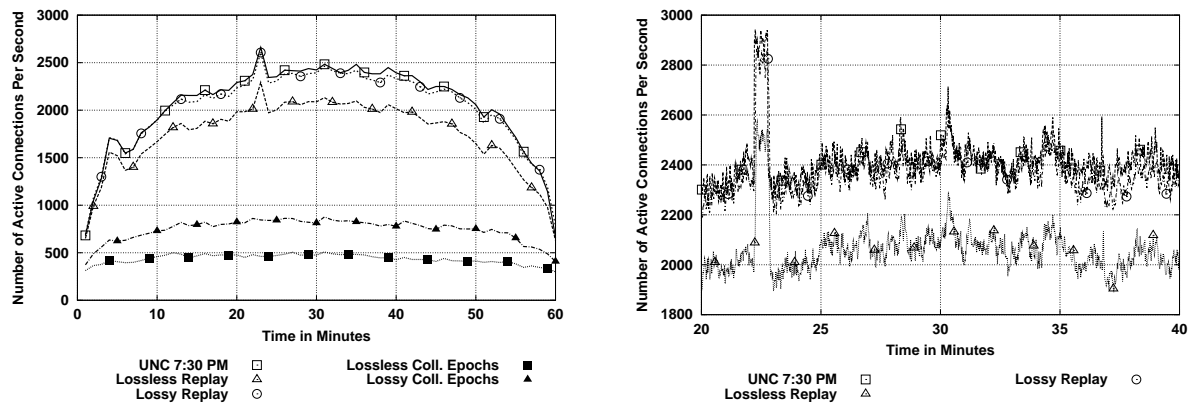 Number of Active Connections Per Second
3000
2500
2000
1500
1000
500
0
0 10 20 30 40 50 60
Time in Minutes
UNC 7:30 PM
Lossless Replay
Lossy Replay
Lossless Coll. Epochs
Lossy Coll. Epochs
Number of Active Connections Per Second
3000
2800
2600
2400
2200
2000
1800
20 25 30 35 40
Time in Minutes
UNC 7:30 PM
Lossless Replay
Lossy Replay